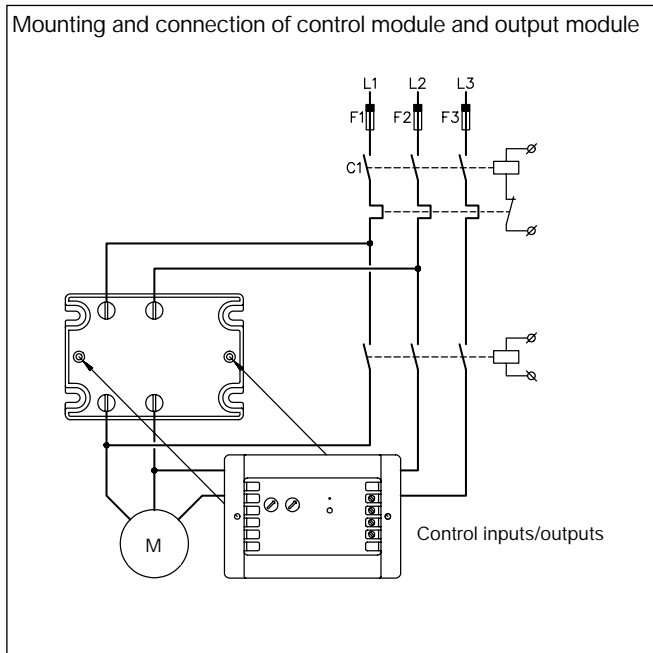 Mounting and connection of control module and output module
L1 L2 L3
F1 F2 F3
C1
Control inputs/outputs
M